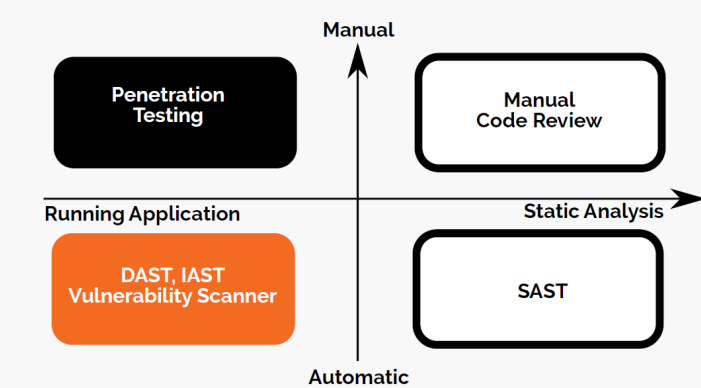 Manual
Penetration
Testing
Manual
Code Review
Running Application
Static Analysis
DAST, IAST
Vulnerability Scanner
SAST
Automatic